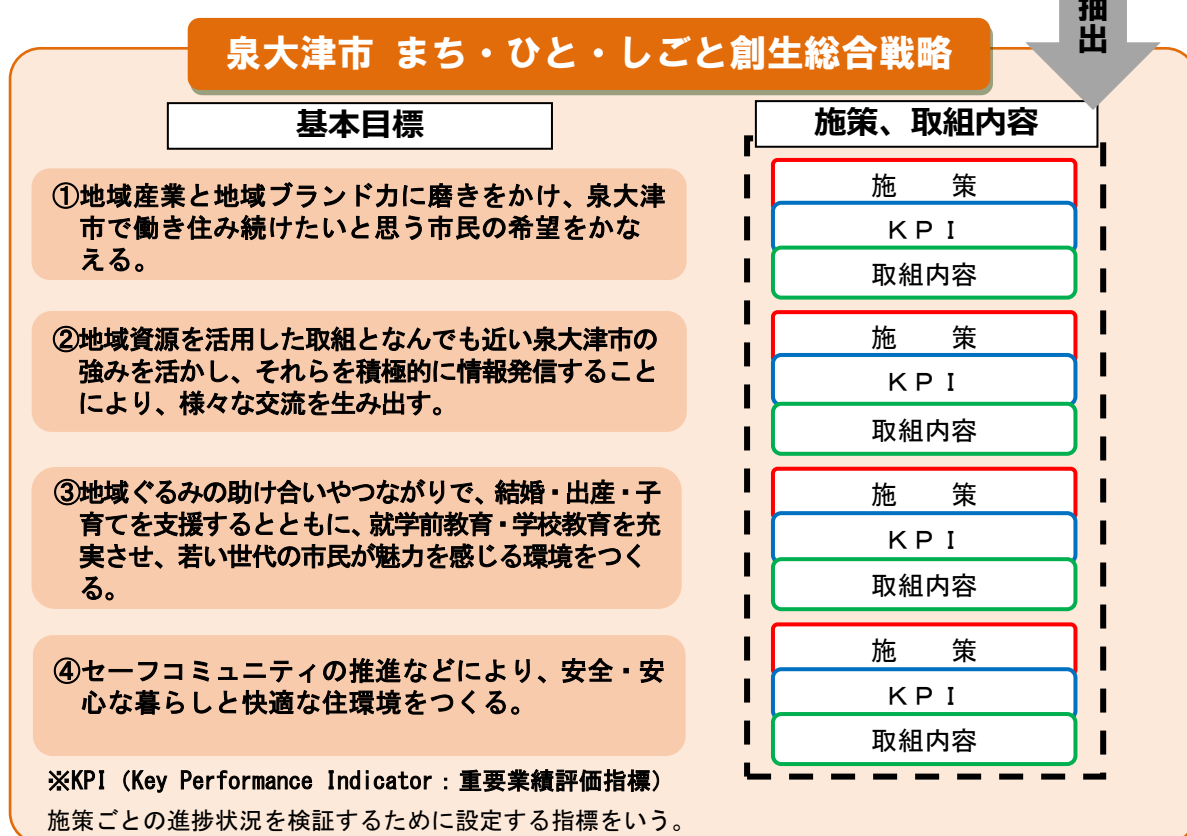 抽出
泉大津市 まち・ひと・しごと創生総合戦略
基本目標
施策、取組内容
①地域産業と地域ブランド力に磨きをかけ、泉大津
市で働き住み続けたいと思う市民の希望をかな
える。
施　策
ＫＰＩ
取組内容
②地域資源を活用した取組となんでも近い泉大津市の
強みを活かし、それらを積極的に情報発信すること
により、様々な交流を生み出す。
施　策
ＫＰＩ
取組内容
③地域ぐるみの助け合いやつながりで、結婚・出産・子
育てを支援するとともに、就学前教育・学校教育を充
実させ、若い世代の市民が魅力を感じる環境をつく
る。
施　策
ＫＰＩ
取組内容
④セーフコミュニティの推進などにより、安全・安
心な暮らしと快適な住環境をつくる。
施　策
ＫＰＩ
取組内容
※KPI（Key Performance Indicator：重要業績評価指標）
施策ごとの進捗状況を検証するために設定する指標をいう。